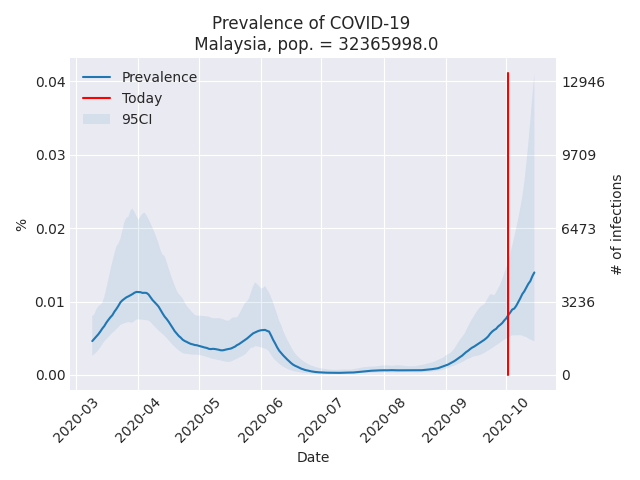 Prevalence of COVID-19
Malaysia, pop. = 32365998.0
Prevalence
Today
95CI
0.04
0.03
0.02
0.01
0.00
%
12946
9709
6473
3236
0
# of infections
2020-03
2020-04
2020-05
2020-06
2020-07
2020-08
2020-09
2020-10
Date